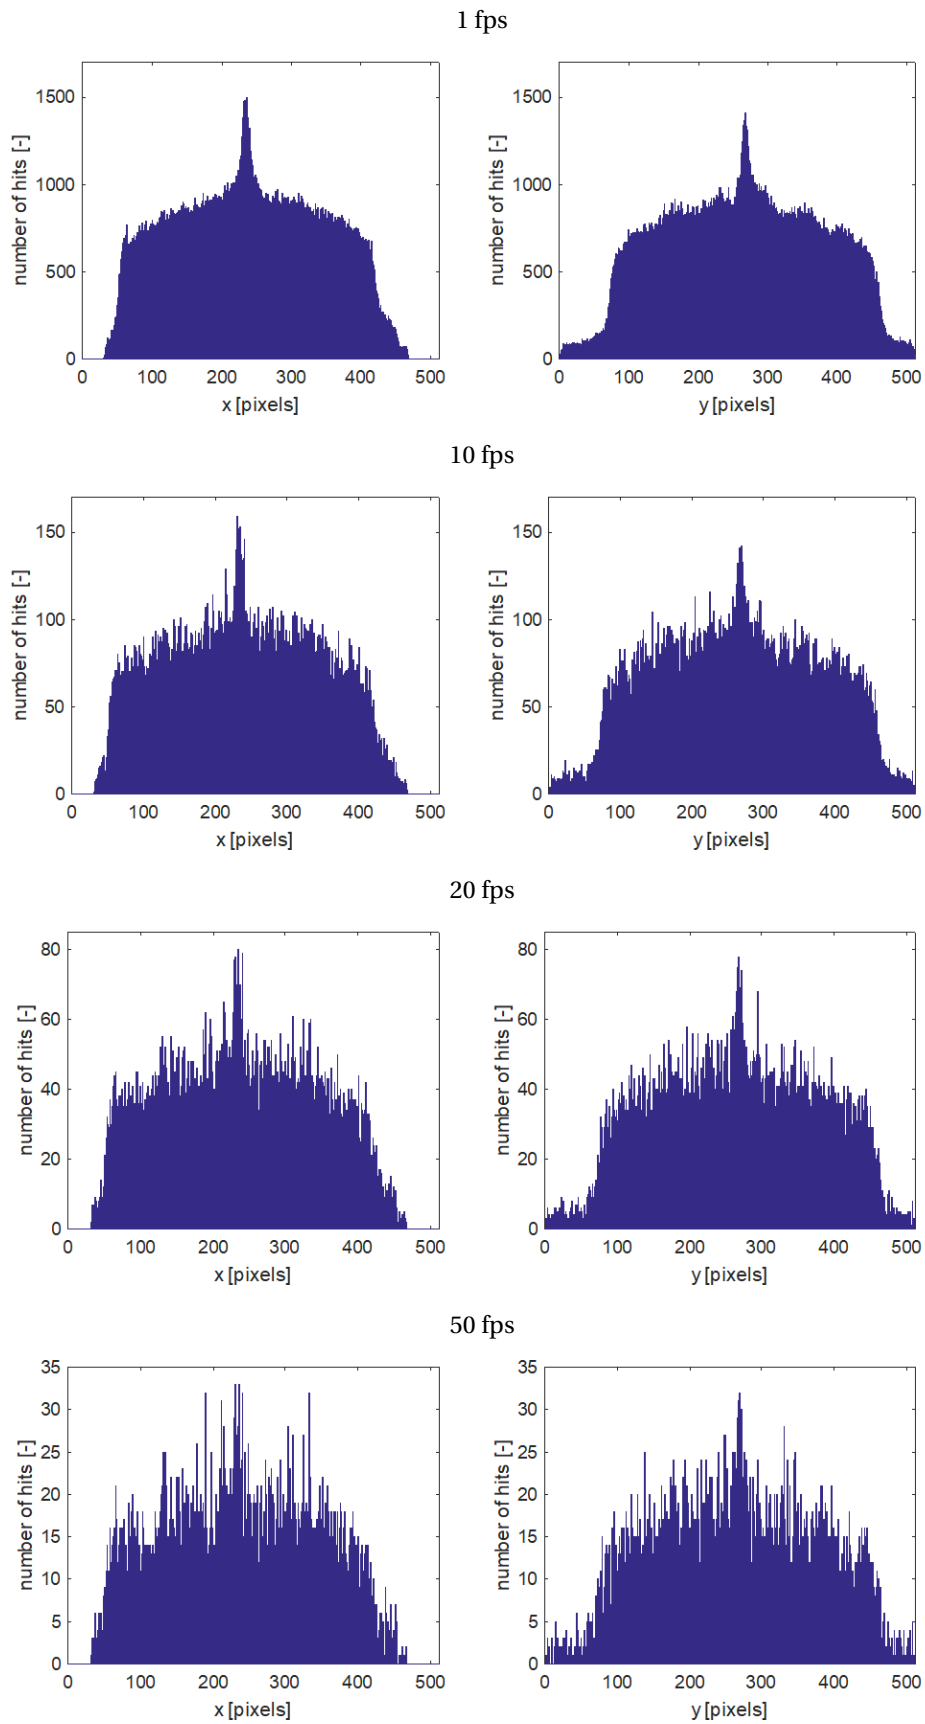 1 fps
1500
1000
500
0
number of hits [-]
0 100 200 300 400 500
x [pixels]
1500
1000
500
0
number of hits [-]
0 100 200 300 400 500
y [pixels]
10 fps
150
100
50
0
number of hits [-]
0 100 200 300 400 500
x [pixels]
150
100
50
0
number of hits [-]
0 100 200 300 400 500
y [pixels]
20 fps
80
60
40
20
0
number of hits [-]
0 100 200 300 400 500
x [pixels]
80
60
40
20
0
number of hits [-]
0 100 200 300 400 500
y [pixels]
50 fps
35
30
25
20
15
10
5
0
number of hits [-]
0 100 200 300 400 500
x [pixels]
35
30
25
20
15
10
5
0
number of hits [-]
0 100 200 300 400 500
y [pixels]